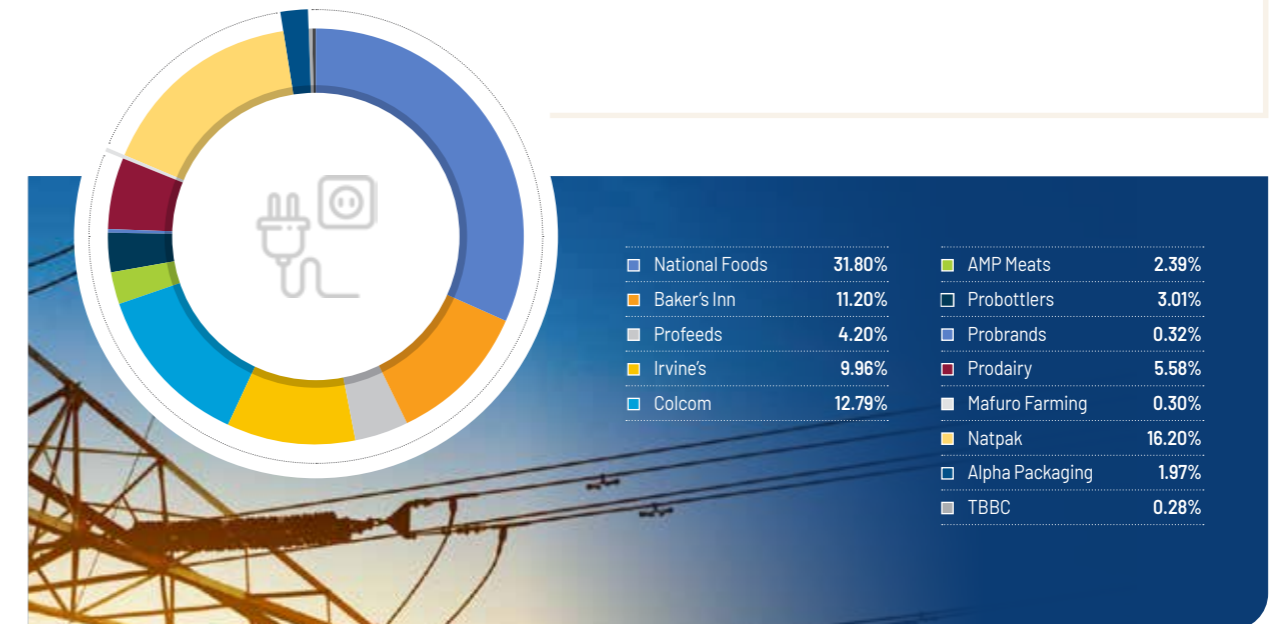 National Foods 31.80%
Baker's Inn 11.20%
Profeeds 4.20%
Irvine's 9.96%
Colcom 12.79%
AMP Meats 2.39%
Probottlers 3.01%
Probrands 0.32%
Prodairy 5.58%
Mafuro Farming 0.30%
Natpak 16.20%
Alpha Packaging 1.97%
TBBC 0.28%